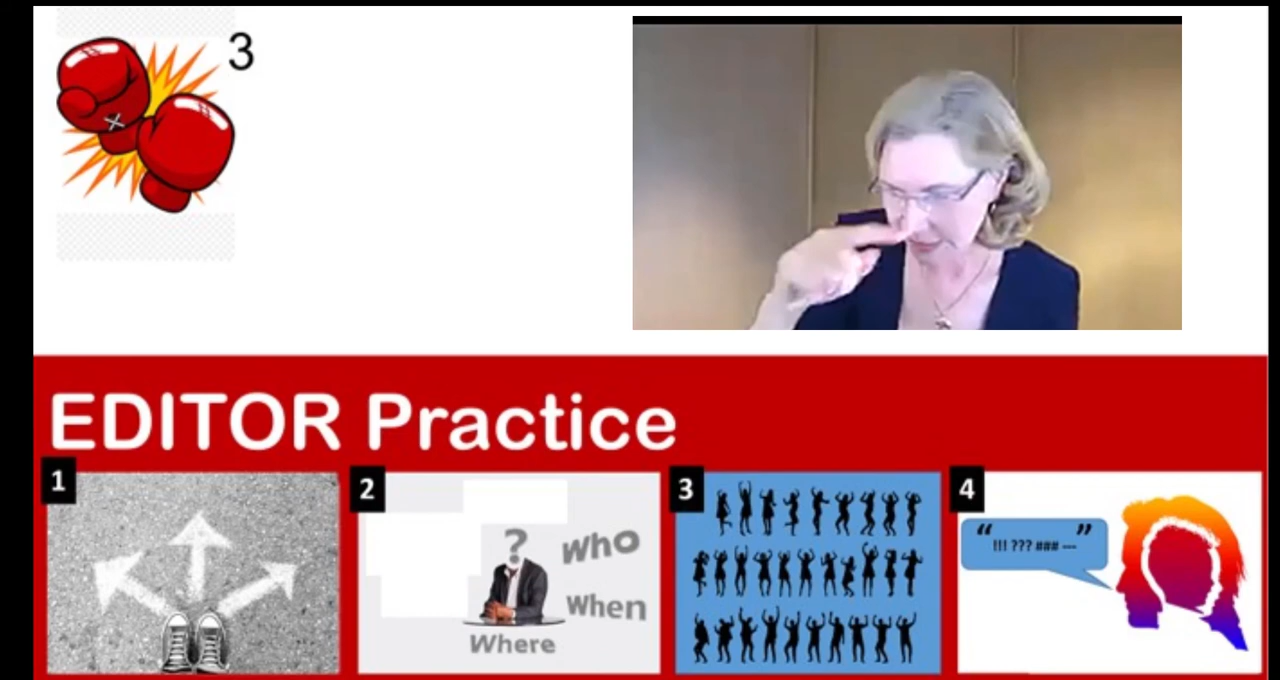 3
EDITOR Practice
1
2
3
4
?
Who
When
Where
“ ”
!!! ??? ### ---